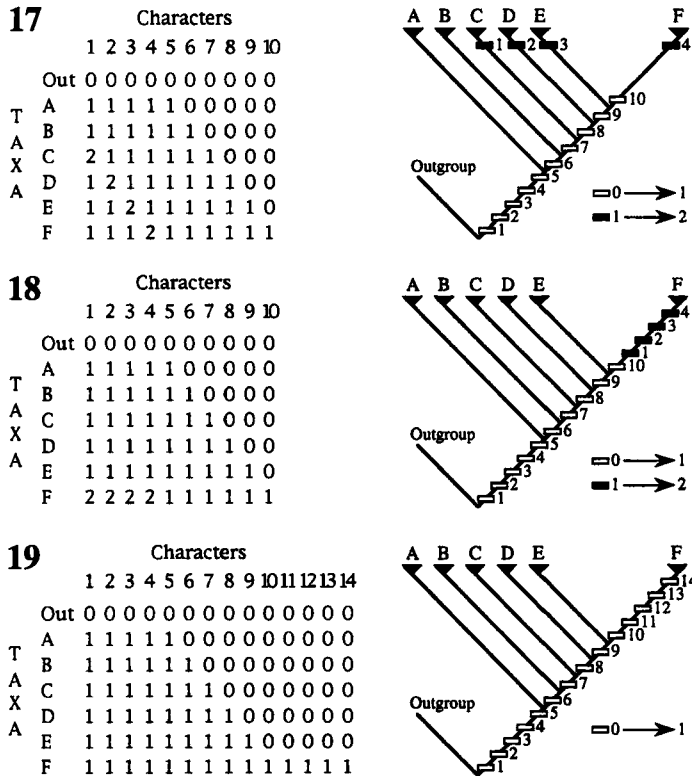 17
Characters
1 2 3 4 5 6 7 8 9 10
Out 0 0 0 0 0 0 0 0 0 0
A 1 1 1 1 1 0 0 0 0 0
B 1 1 1 1 1 1 0 0 0 0
C 2 1 1 1 1 1 1 0 0 0
D 1 2 1 1 1 1 1 1 0 0
E 1 1 2 1 1 1 1 1 1 0
F 1 1 1 2 1 1 1 1 1 1
TAXA
A B C D E F
1 2 3 4
10
9
8
7
6
5
4
3
2
1
Outgroup
0 1
1 2
18
Characters
1 2 3 4 5 6 7 8 9 10
Out 0 0 0 0 0 0 0 0 0 0
A 1 1 1 1 1 0 0 0 0 0
B 1 1 1 1 1 1 0 0 0 0
C 1 1 1 1 1 1 1 0 0 0
D 1 1 1 1 1 1 1 1 0 0
E 1 1 1 1 1 1 1 1 1 0
F 2 2 2 2 1 1 1 1 1 1
TAXA
A B C D E F
4
3
2
1
10
9
8
7
6
5
4
3
2
1
Outgroup
0 1
1 2
19
Characters
1 2 3 4 5 6 7 8 9 10 11 12 13 14
Out 0 0 0 0 0 0 0 0 0 0 0 0 0 0
A 1 1 1 1 1 0 0 0 0 0 0 0 0 0
B 1 1 1 1 1 1 0 0 0 0 0 0 0 0
C 1 1 1 1 1 1 1 0 0 0 0 0 0 0
D 1 1 1 1 1 1 1 1 0 0 0 0 0 0
E 1 1 1 1 1 1 1 1 1 0 0 0 0 0
F 1 1 1 1 1 1 1 1 1 1 1 1 1 1
TAXA
A B C D E F
14
13
12
11
10
9
8
7
6
5
4
3
2
1
Outgroup
0 1